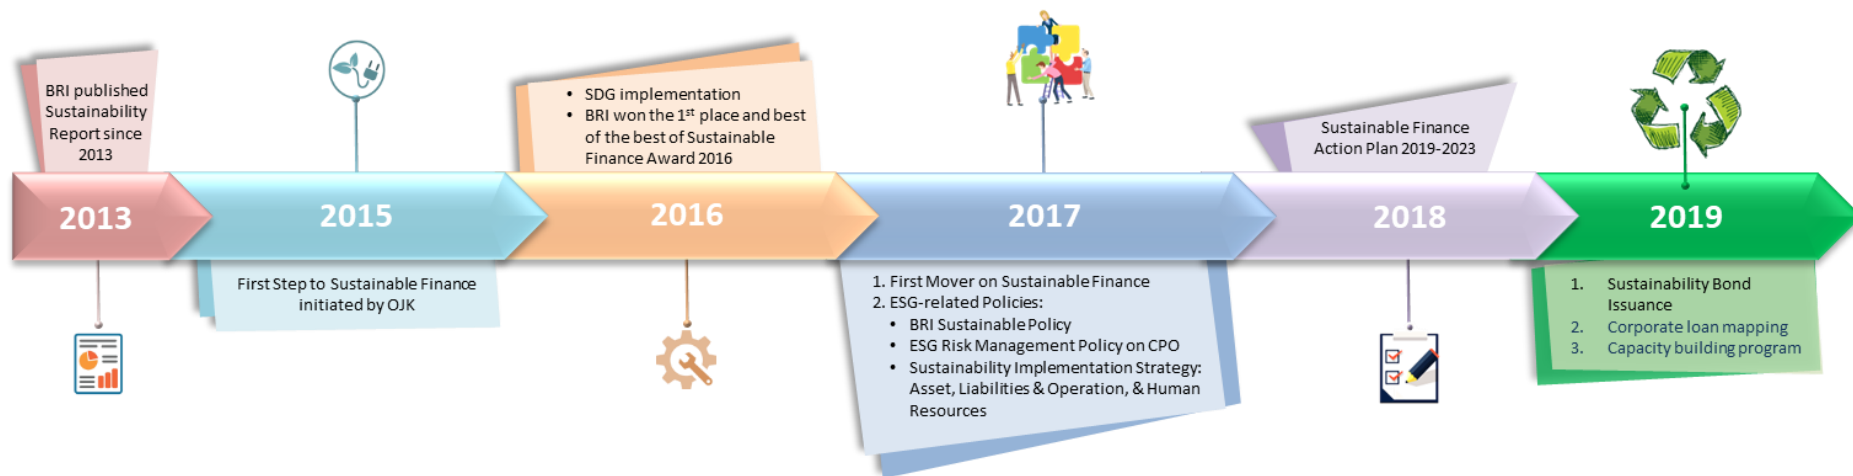 BRI published
Sustainability
Report since
2013
2013
2015
First Step to Sustainable Finance
initiated by OJK
• SDG implementation
• BRI won the 1st place and best
of the best of Sustainable
Finance Award 2016
2016
2017
1. First Mover on Sustainable Finance
2. ESG-related Policies:
• BRI Sustainable Policy
• ESG Risk Management Policy on CPO
• Sustainability Implementation Strategy:
Asset, Liabilities & Operation, & Human
Resources
Sustainable Finance
Action Plan 2019-2023
2018
2019
1. Sustainability Bond
Issuance
2. Corporate loan mapping
3. Capacity building program